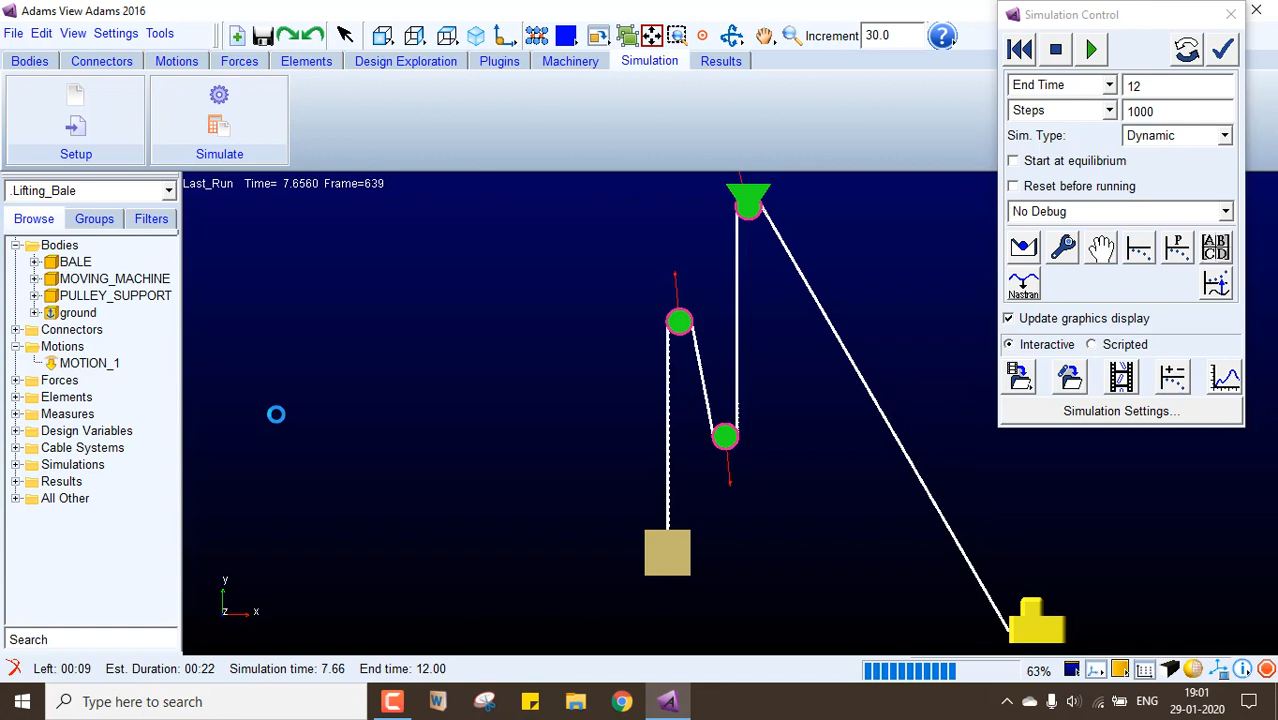 Adams View Adams 2016
File Edit View Settings Tools
Increment 30.0
Bodies Connectors Motions Forces Elements Design Exploration Plugins Machinery Simulation Results
Setup Simulate
.Lifting_Bale
Browse Groups Filters
Bodies
BALE
MOVING_MACHINE
PULLEY_SUPPORT
ground
Connectors
Motions
MOTION_1
Forces
Elements
Measures
Design Variables
Cable Systems
Simulations
Results
All Other
Search
Last_Run Time= 7.6560 Frame=639
y
z x
Simulation Control
End Time 12
Steps 1000
Sim. Type: Dynamic
Start at equilibrium
Reset before running
No Debug
P
A B
C D
Nastran
Update graphics display
Interactive Scripted
Simulation Settings...
Left: 00:09 Est. Duration: 00:22 Simulation time: 7.66 End time: 12.00 63%
Type here to search
ENG
19:01
29-01-2020